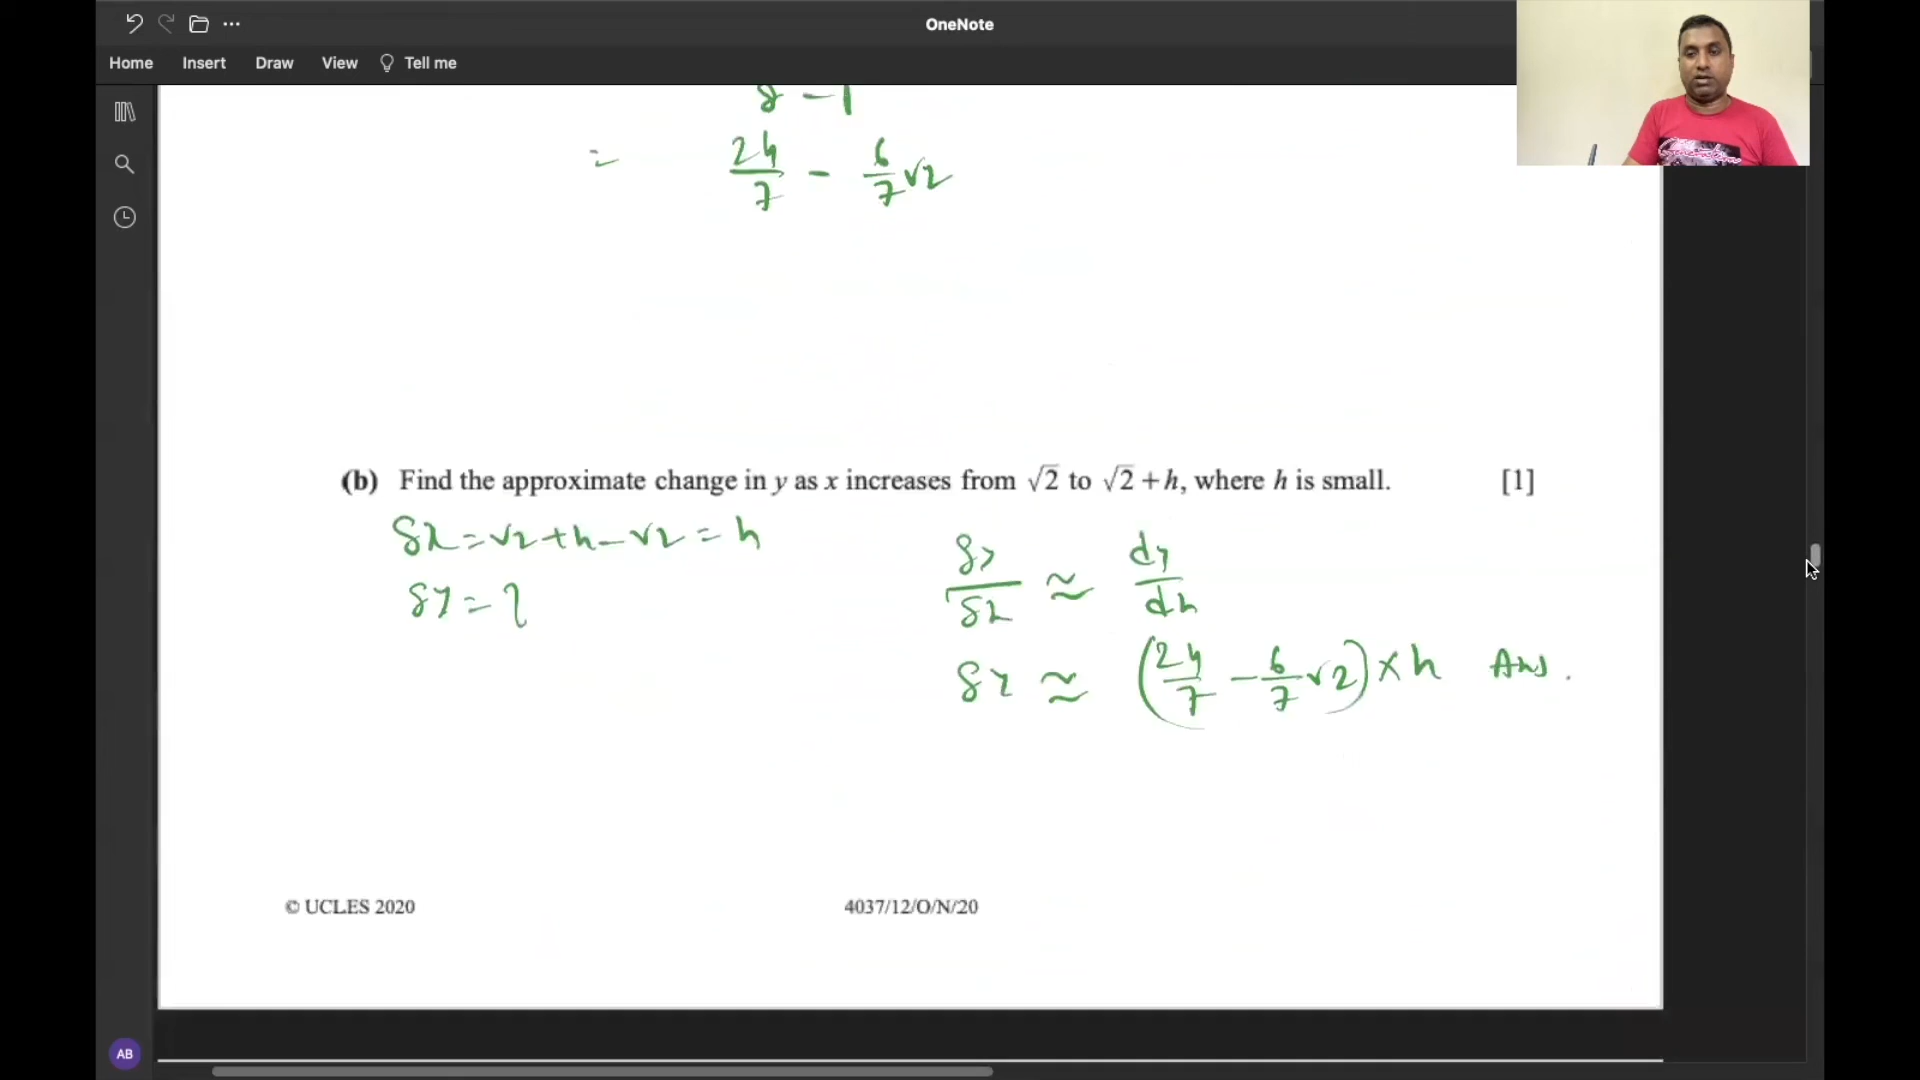 OneNote
Home Insert Draw View Tell me
8 - 1
= 24/7 - 6/7 √2
(b) Find the approximate change in y as x increases from √2 to √2 + h, where h is small. [1]
δx = √2 + h - √2 = h
δy = ?
δy/δx ≈ dy/dx
δy ≈ (24/7 - 6/7 √2) × h Ans.
© UCLES 2020
4037/12/O/N/20
AB